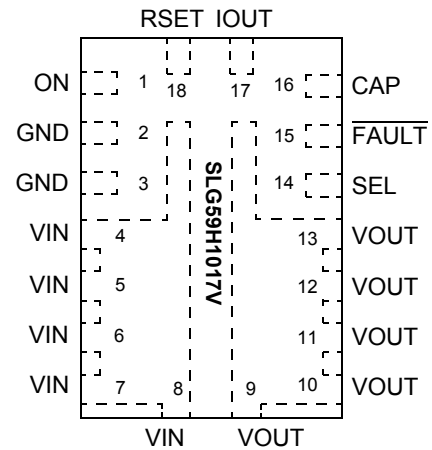 RSET IOUT
ON 1 18 17 16 CAP
GND 2 15 FAULT
GND 3 14 SEL
SLG59H1017V
VIN 4 13 VOUT
VIN 5 12 VOUT
VIN 6 11 VOUT
VIN 7 8 9 10 VOUT
VIN VOUT